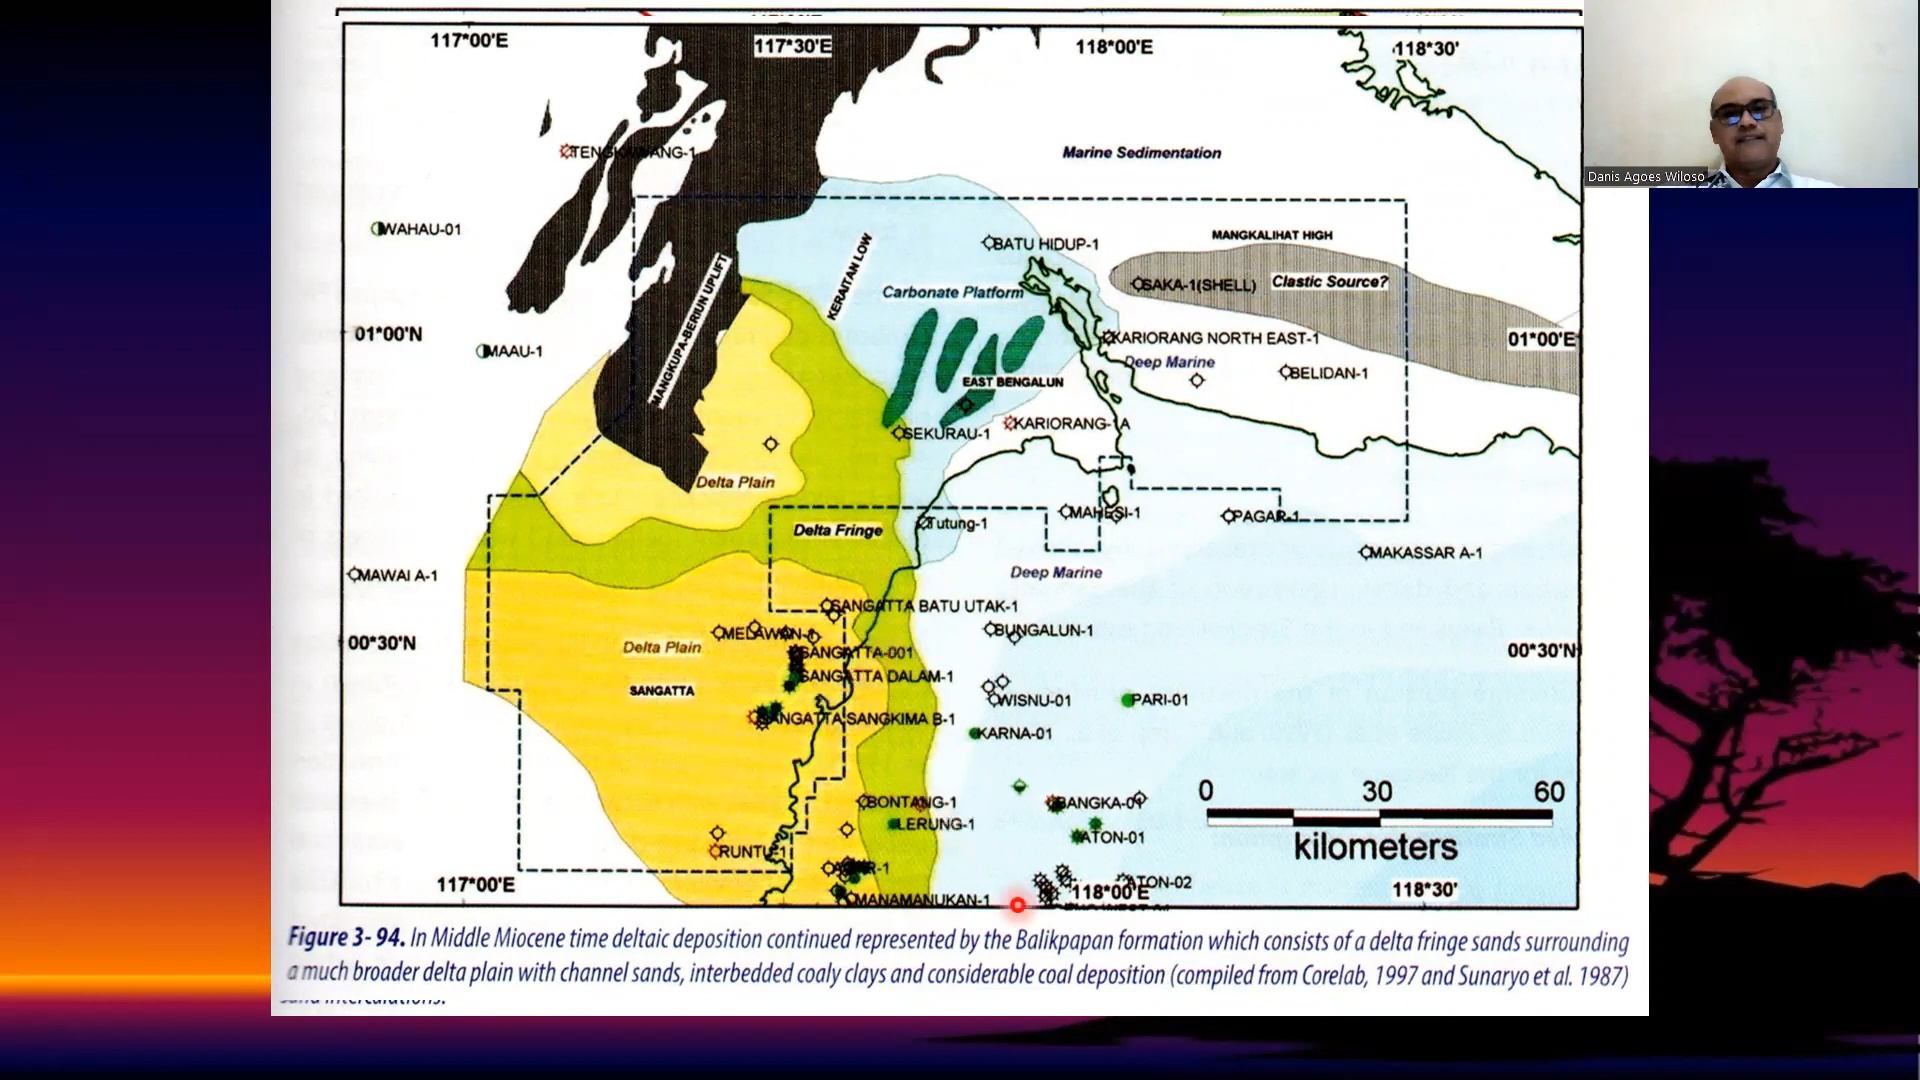 117°00'E
117°30'E
118°00'E
118°30'
Marine Sedimentation
TENGKAWANG-1
WAHAU-01
MANGKALIHAT HIGH
KERAITAN LOW
BATU HIDUP-1
MANGKUPA-BERIUN UPLIFT
Carbonate Platform
SAKA-1(SHELL)
Clastic Source?
01°00'N
KARIORANG NORTH EAST-1
01°00'E
MAAU-1
Deep Marine
BELIDAN-1
EAST BENGALUN
SEKURAU-1
KARIORANG-1A
Delta Plain
Delta Fringe
Tutung-1
MAHESI-1
PAGAR-1
MAKASSAR A-1
MAWAI A-1
Deep Marine
SANGATTA BATU UTAK-1
MELAWAN-1
BUNGALUN-1
00°30'N
Delta Plain
SANGATTA-001
00°30'N
SANGATTA DALAM-1
SANGATTA
WISNU-01
PARI-01
SANGATTA SANGKIMA B-1
KARNA-01
0 30 60
kilometers
BONTANG-1
BANGKA-01
LERUNG-1
ATON-01
RUNTU-1
ATON-02
117°00'E
118°00'E
118°30'
MANAMANUKAN-1
Figure 3- 94. In Middle Miocene time deltaic deposition continued represented by the Balikpapan formation which consists of a delta fringe sands surrounding
a much broader delta plain with channel sands, interbedded coaly clays and considerable coal deposition (compiled from Corelab, 1997 and Sunaryo et al. 1987)
Danis Agoes Wiloso